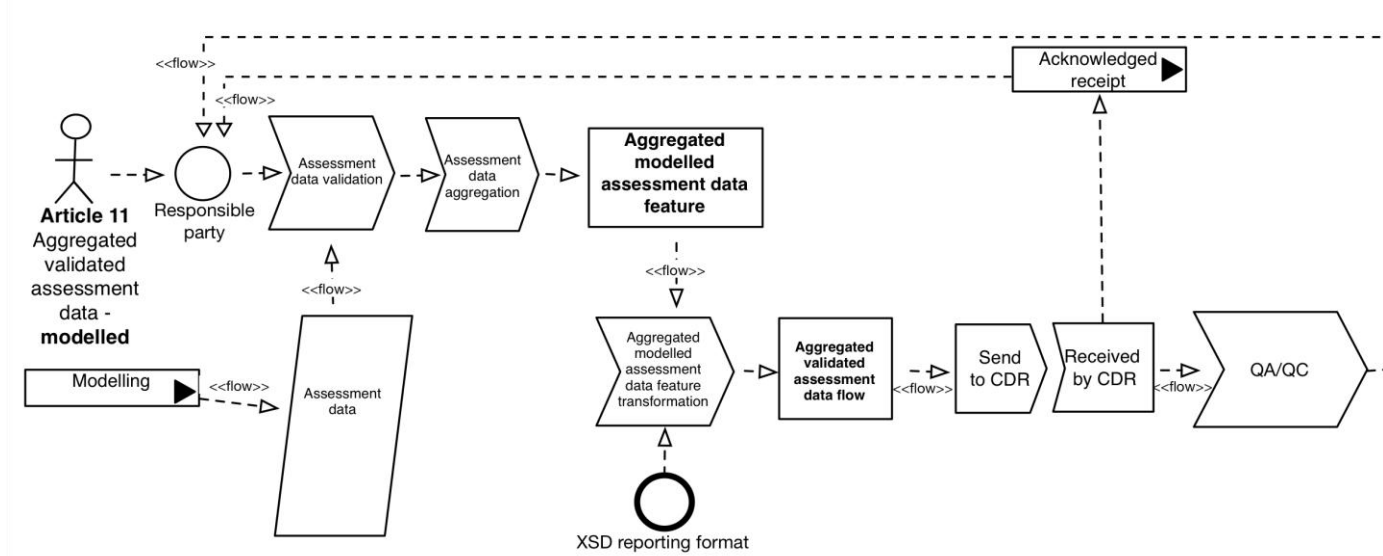 <<flow>>
<<flow>>
Acknowledged
receipt
Article 11
Aggregated
validated
assessment
data -
modelled
Responsible
party
Assessment
data validation
Assessment
data
aggregation
Aggregated
modelled
assessment data
feature
<<flow>>
<<flow>>
Modelling
<<flow>>
Assessment
data
Aggregated
modelled
assessment
data feature
transformation
Aggregated
validated
assessment
data flow
<<flow>>
Send
to CDR
Received
by CDR
<<flow>>
QA/QC
XSD reporting format